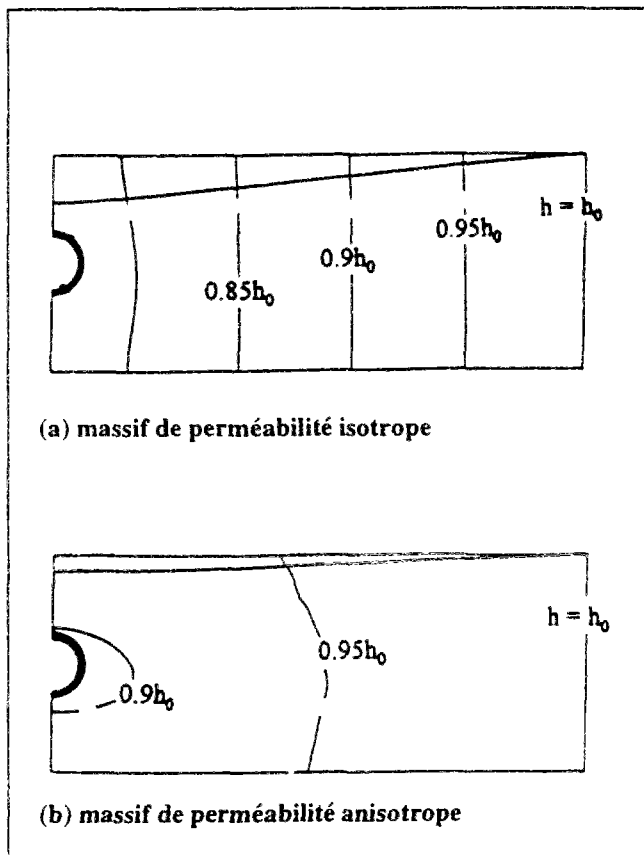 h = h₀
0.95h₀
0.9h₀
0.85h₀
(a) massif de perméabilité isotrope
h = h₀
0.95h₀
0.9h₀
(b) massif de perméabilité anisotrope